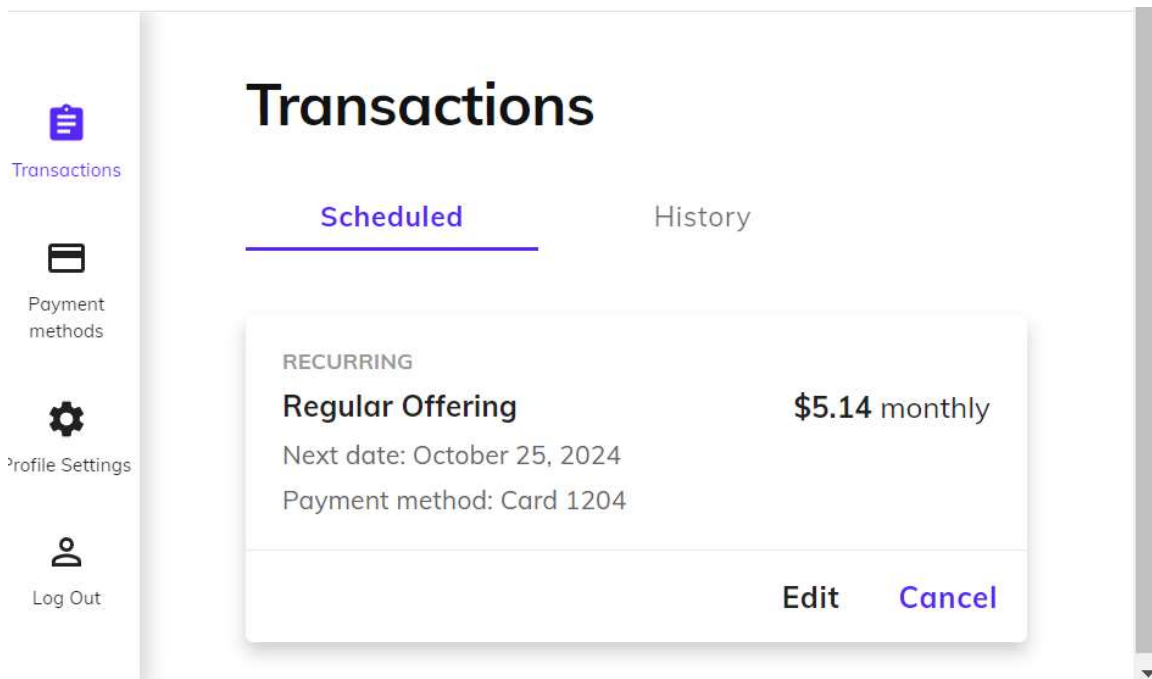 Transactions
Payment
methods
Profile Settings
Log Out
Transactions
Scheduled History
RECURRING
Regular Offering $5.14 monthly
Next date: October 25, 2024
Payment method: Card 1204
Edit Cancel